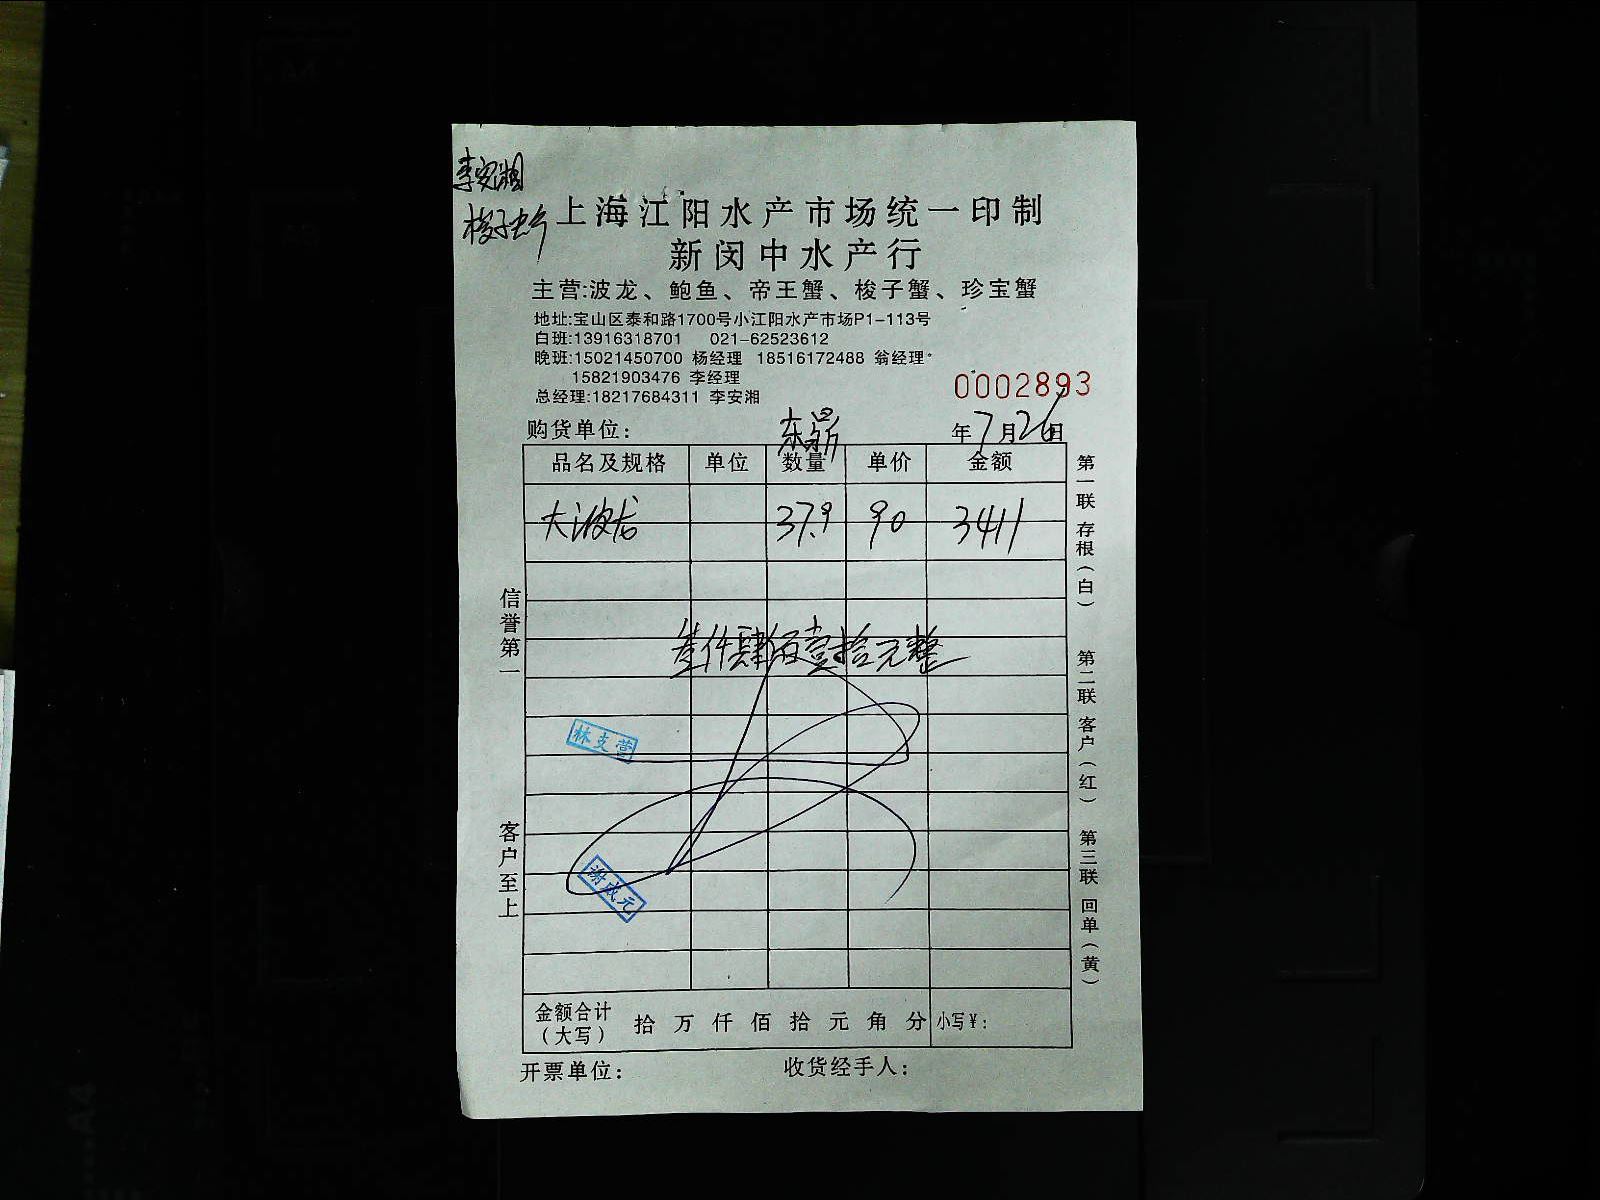 李安湘
梭子蟹
上海江阳水产市场统一印制
新闵中水产行
主营:波龙、鲍鱼、帝王蟹、梭子蟹、珍宝蟹
地址:宝山区泰和路1700号小江阳水产市场P1-113号
白班:13916318701 021-62523612
晚班:15021450700 杨经理 18516172488 翁经理
15821903476 李经理
总经理:18217684311 李安湘
0002893
购货单位: 年7月26日
品名及规格 单位 数量 单价 金额
大波龙 37.9 90 3411
叁仟肆佰壹拾元整
林支营
谢成元
金额合计 (大写) 拾 万 仟 佰 拾 元 角 分 小写¥:
开票单位: 收货经手人:
信誉第一
客户至上
第一联 存根(白)
第二联 客户(红)
第三联 回单(黄)